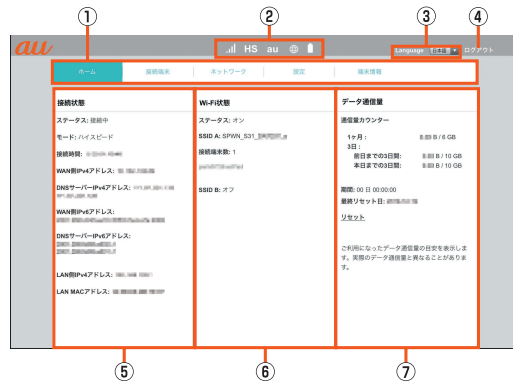 ① ② ③ ④
au
HS au
Language 日本語 ▼ ログアウト
ホーム 接続端末 ネットワーク 設定 端末情報
接続状態
ステータス: 接続中
モード: ハイスピード
接続時間:
WAN側IPv4アドレス:
DNSサーバーIPv4アドレス:
WAN側IPv6アドレス:
DNSサーバーIPv6アドレス:
LAN側IPv4アドレス:
LAN MACアドレス:
Wi-Fi状態
ステータス: オン
SSID A: SPWN_S31_
接続端末数: 1
SSID B: オフ
データ通信量
通信量カウンター
1ヶ月: B / 6 GB
3日:
前日までの3日間: B / 10 GB
本日までの3日間: B / 10 GB
期間: 00 日 00:00:00
最終リセット日:
リセット
ご利用になったデータ通信量の目安を表示しま
す。実際のデータ通信量と異なることがありま
す。
⑤ ⑥ ⑦